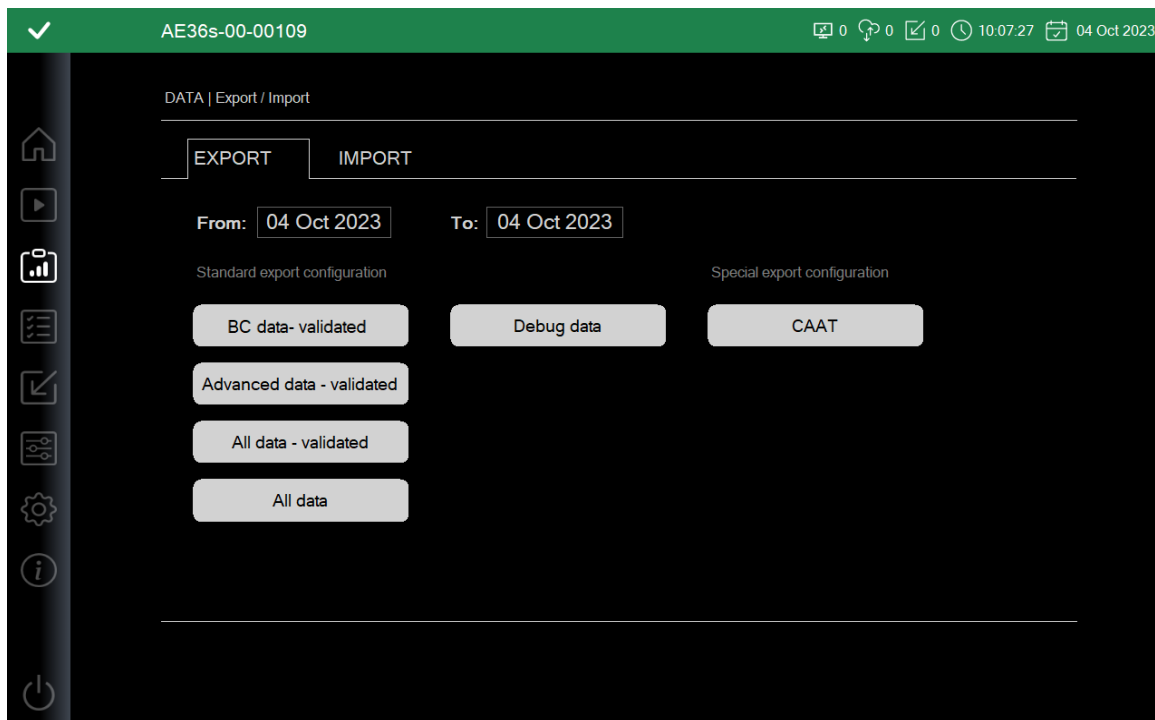 AE36s-00-00109 0 0 0 10:07:27 04 Oct 2023
DATA | Export / Import
EXPORT IMPORT
From: 04 Oct 2023 To: 04 Oct 2023
Standard export configuration Special export configuration
BC data- validated Debug data CAAT
Advanced data - validated
All data - validated
All data
i